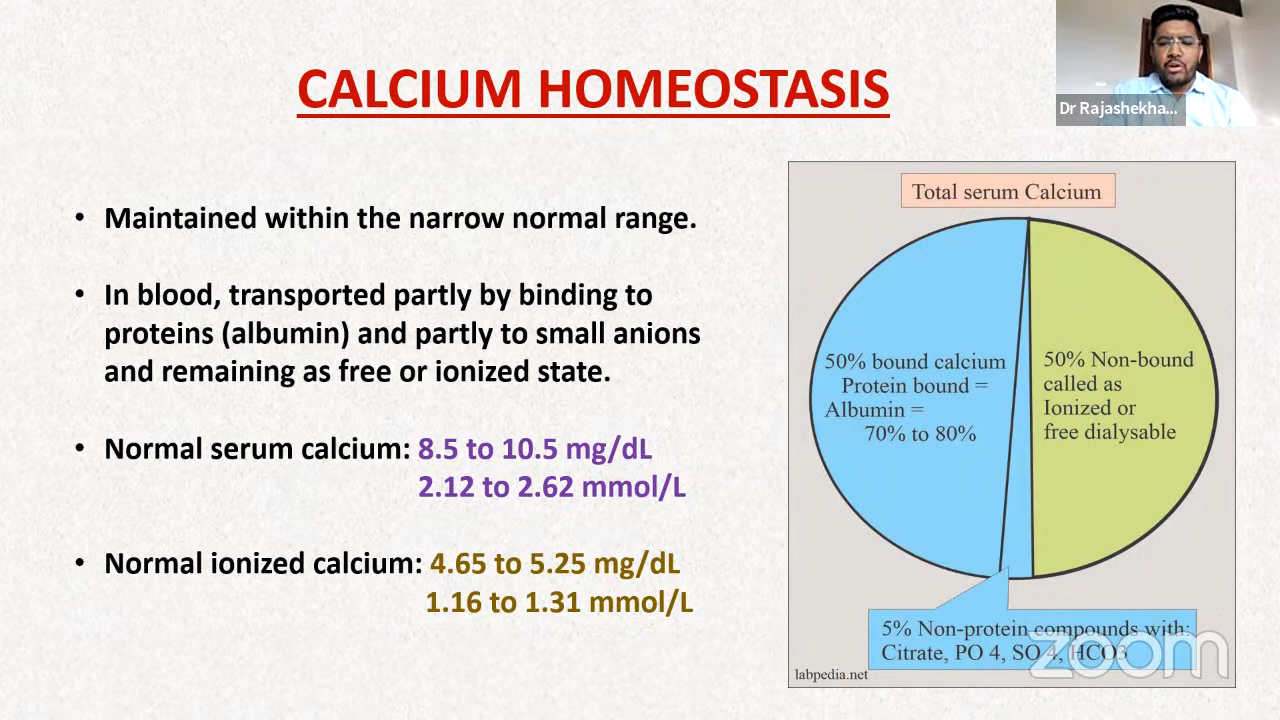 CALCIUM HOMEOSTASIS
Dr Rajashekha...
• Maintained within the narrow normal range.
• In blood, transported partly by binding to
proteins (albumin) and partly to small anions
and remaining as free or ionized state.
• Normal serum calcium: 8.5 to 10.5 mg/dL
2.12 to 2.62 mmol/L
• Normal ionized calcium: 4.65 to 5.25 mg/dL
1.16 to 1.31 mmol/L
Total serum Calcium
50% bound calcium
Protein bound =
Albumin =
70% to 80%
50% Non-bound
called as
Ionized or
free dialysable
5% Non-protein compounds with:
Citrate, PO 4, SO 4, HCO3
labpedia.net
zoom